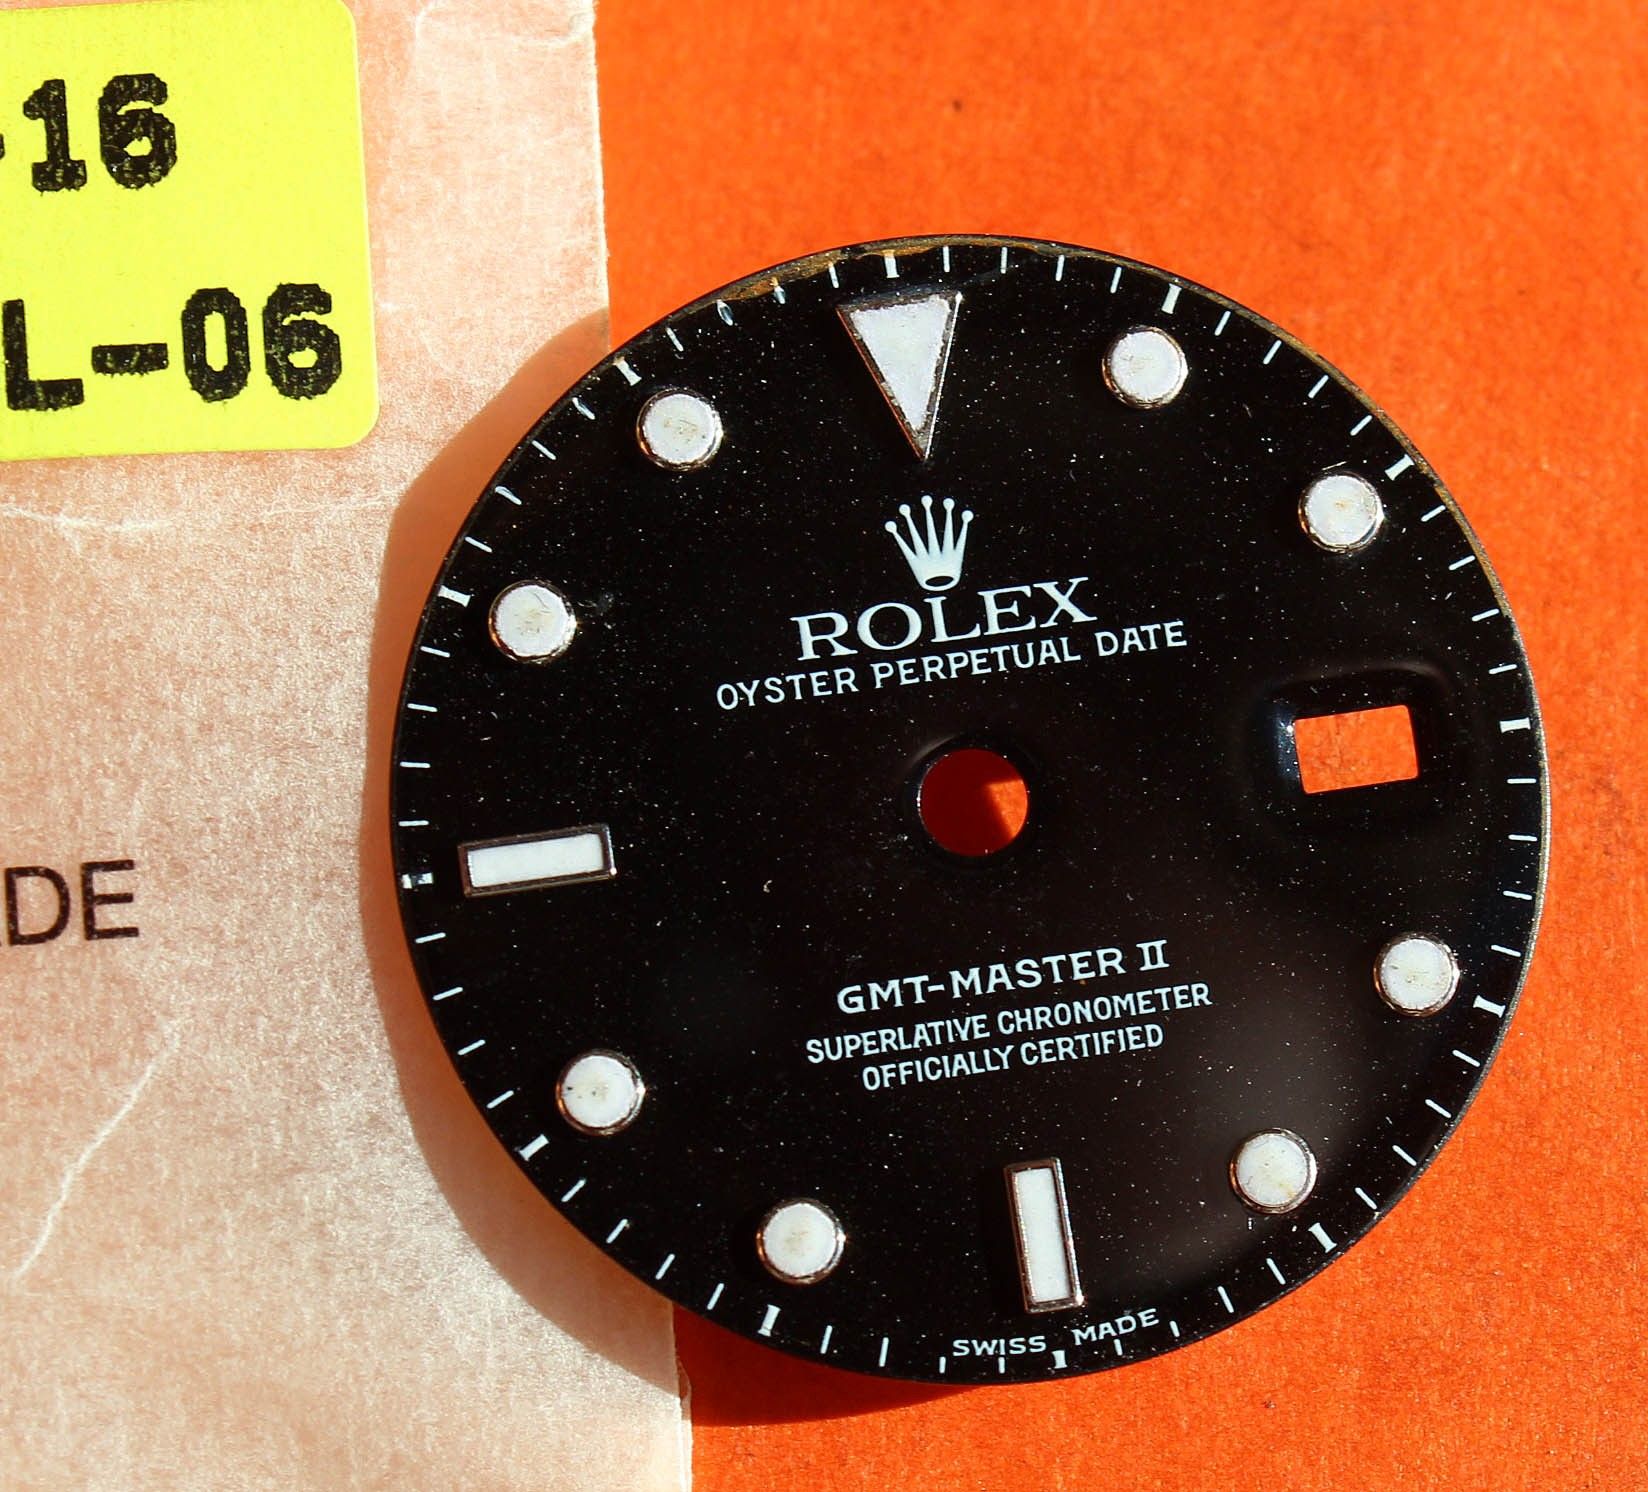 -16
L-06
ROLEX
OYSTER PERPETUAL DATE
DE
GMT-MASTER II
SUPERLATIVE CHRONOMETER
OFFICIALLY CERTIFIED
SWISS MADE